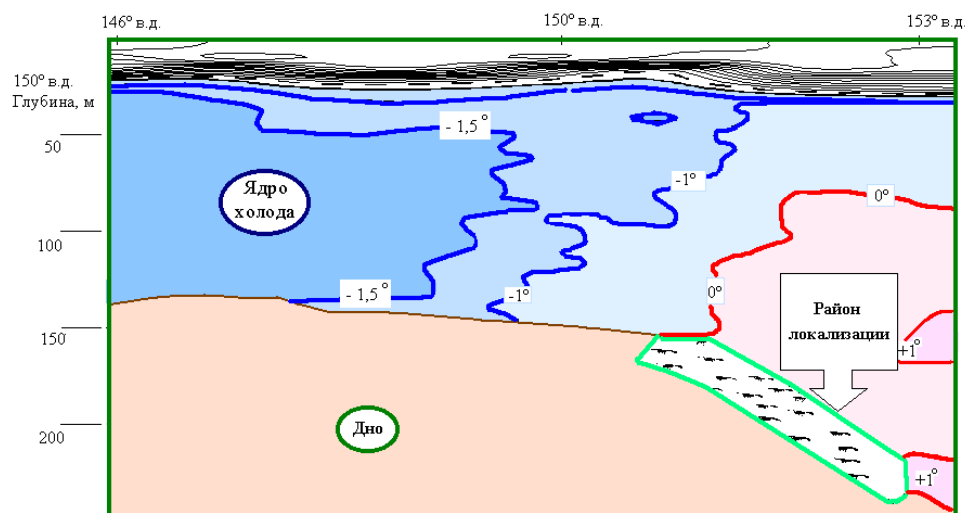 146° в.д.
150° в.д.
153° в.д.
150° в.д.
Глубина, м
50
100
150
200
- 1,5°
Ядро
холода
-1°
0°
- 1,5°
-1°
0°
Район
локализации
+1°
Дно
+1°